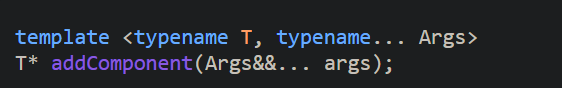 template <typename T, typename... Args>
T* addComponent(Args&&... args);